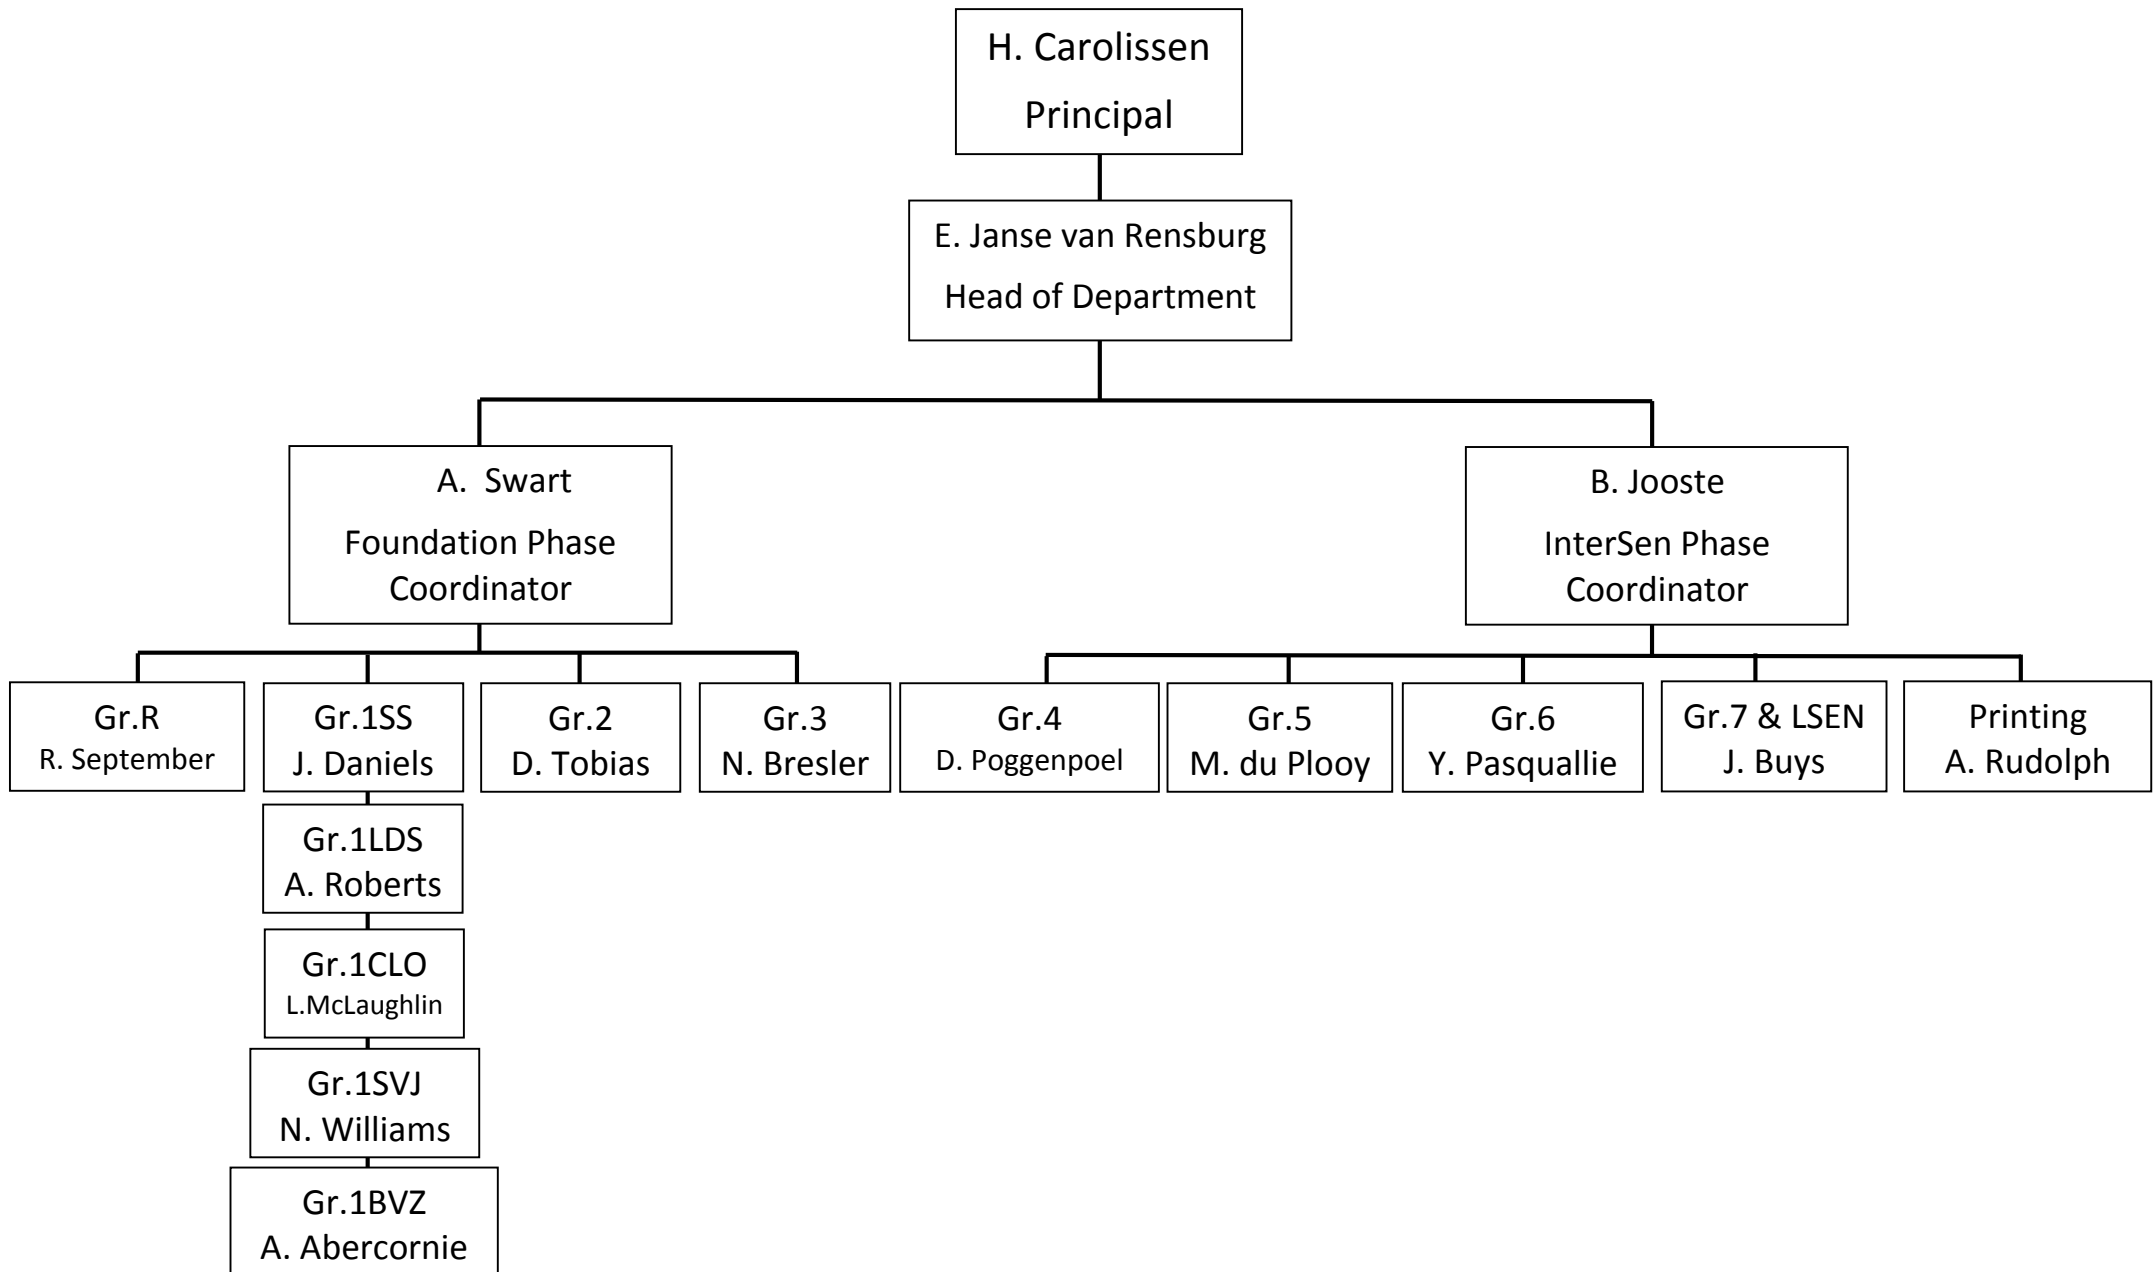 H. Carolissen
Principal
E. Janse van Rensburg
Head of Department
A. Swart
Foundation Phase
Coordinator
B. Jooste
InterSen Phase
Coordinator
Gr.R
R. September
Gr.1SS
J. Daniels
Gr.2
D. Tobias
Gr.3
N. Bresler
Gr.4
D. Poggenpoel
Gr.5
M. du Plooy
Gr.6
Y. Pasquallie
Gr.7 & LSEN
J. Buys
Printing
A. Rudolph
Gr.1LDS
A. Roberts
Gr.1CLO
L.McLaughlin
Gr.1SVJ
N. Williams
Gr.1BVZ
A. Abercornie